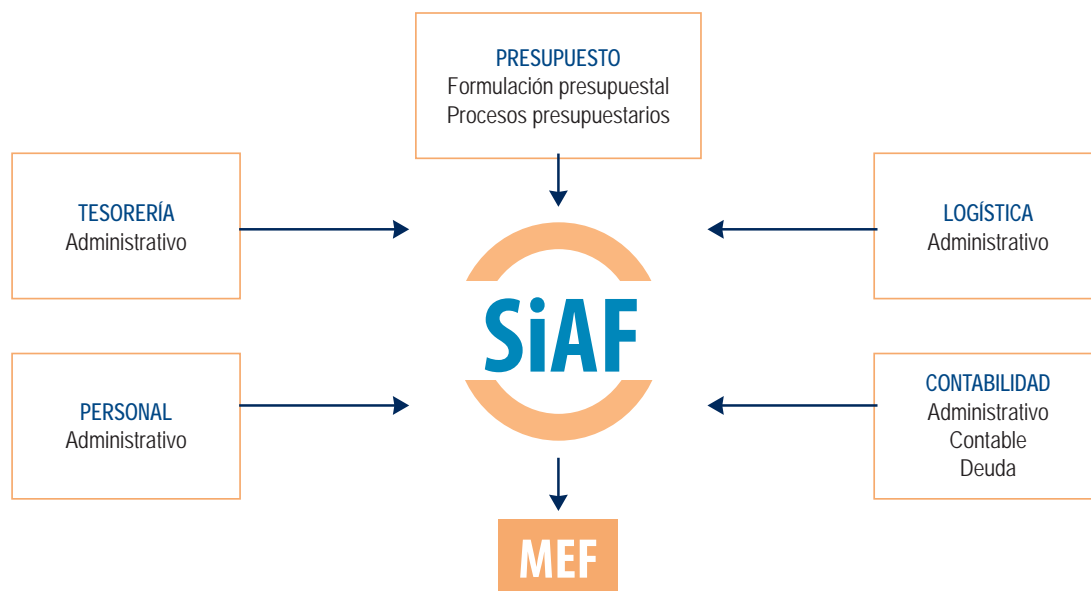 PRESUPUESTO
Formulación presupuestal
Procesos presupuestarios
TESORERÍA
Administrativo
LOGÍSTICA
Administrativo
SiAF
PERSONAL
Administrativo
CONTABILIDAD
Administrativo
Contable
Deuda
MEF